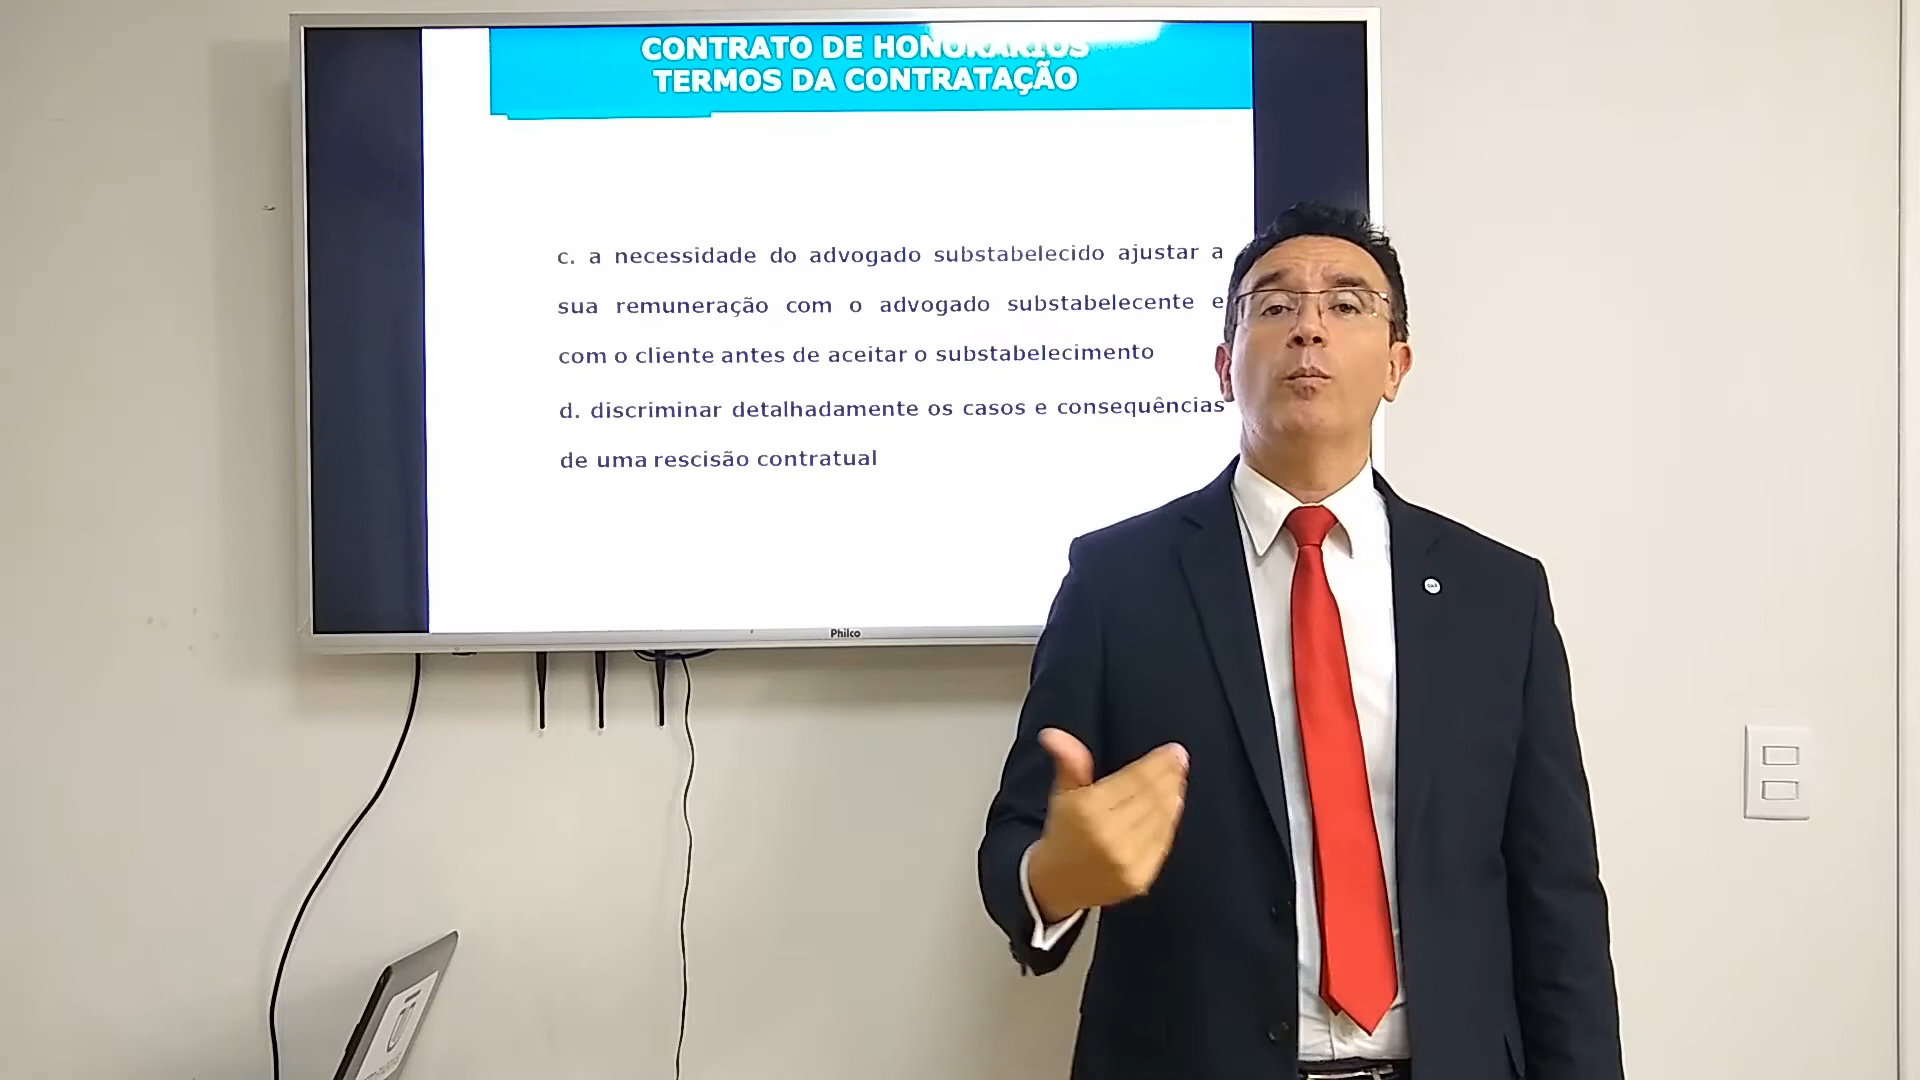 CONTRATO DE HONORÁRIOS
TERMOS DA CONTRATAÇÃO
c. a necessidade do advogado substabelecido ajustar a
sua remuneração com o advogado substabelecente e
com o cliente antes de aceitar o substabelecimento
d. discriminar detalhadamente os casos e consequências
de uma rescisão contratual
Philco